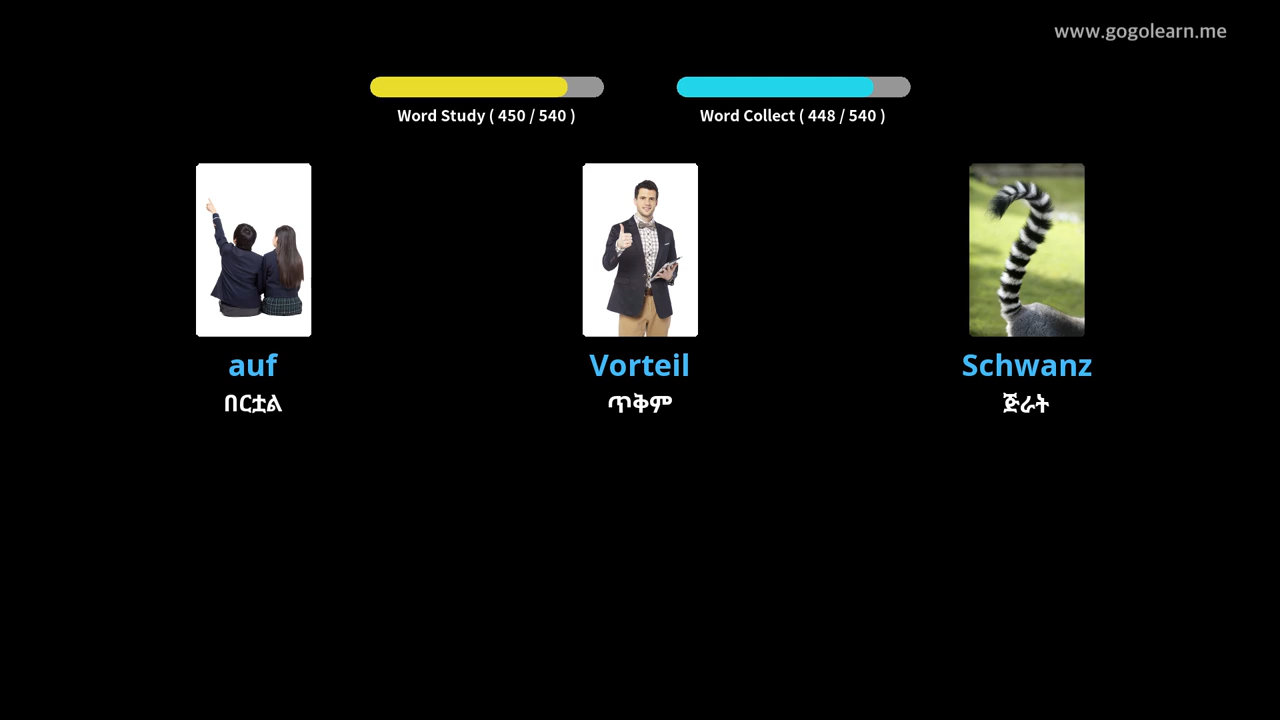 www.gogolearn.me
Word Study ( 450 / 540 )
Word Collect ( 448 / 540 )
auf
Vorteil
Schwanz
በርቷል
ጥቅም
ጅራት